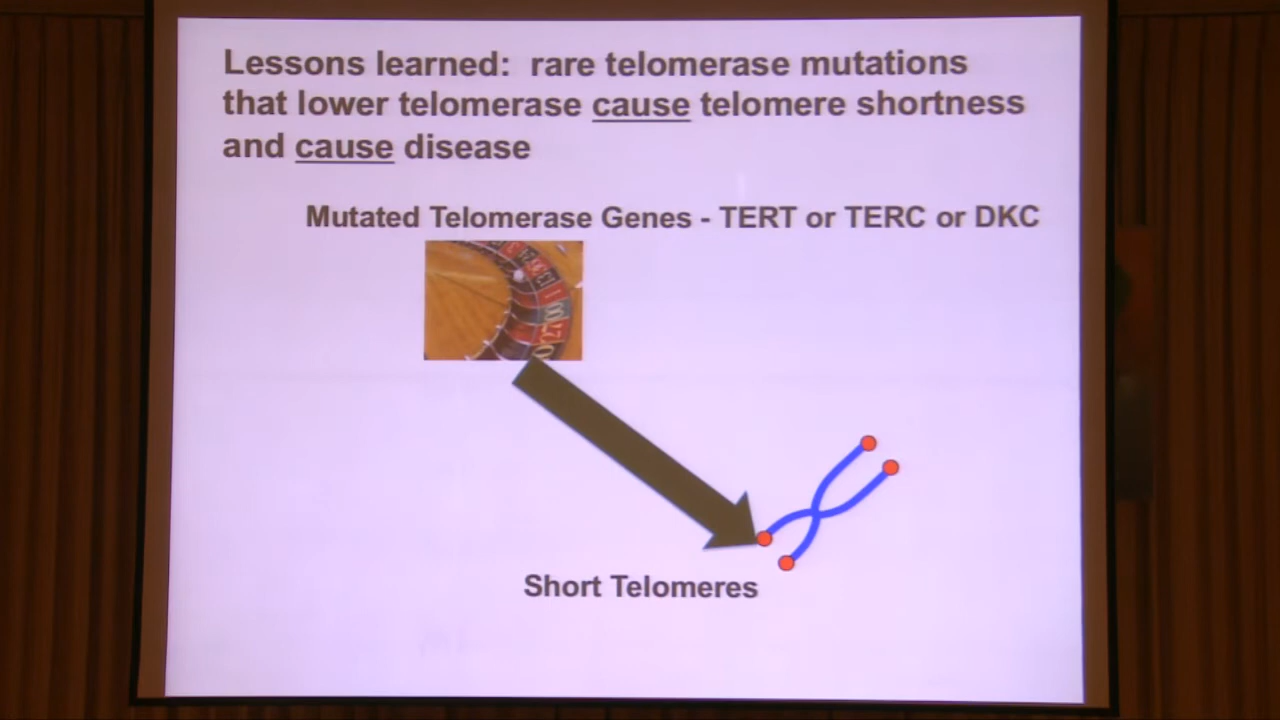 Lessons learned: rare telomerase mutations
that lower telomerase cause telomere shortness
and cause disease
Mutated Telomerase Genes - TERT or TERC or DKC
Short Telomeres